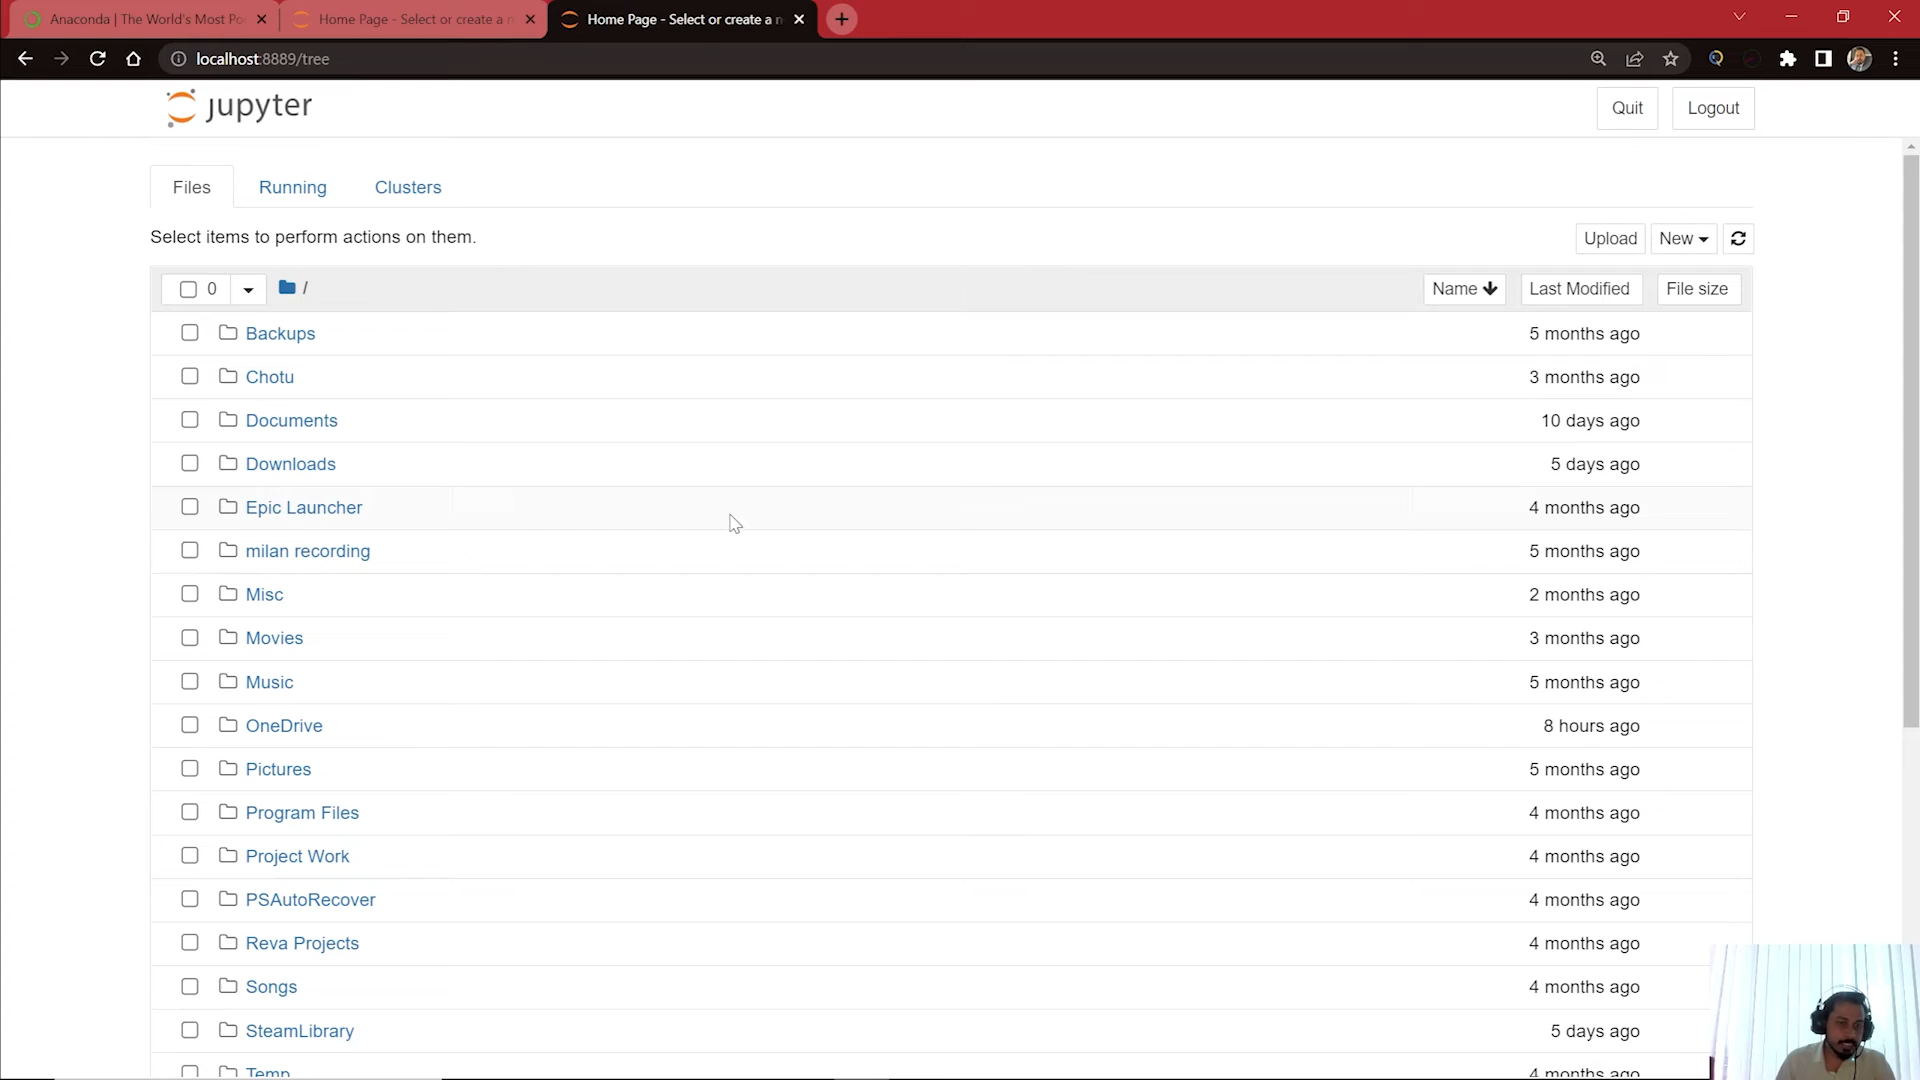 Anaconda | The World's Most Po
Home Page - Select or create a n
Home Page - Select or create a n
localhost:8889/tree
jupyter
Quit
Logout
Files
Running
Clusters
Select items to perform actions on them.
Upload
New
0
/
Name
Last Modified
File size
Backups
5 months ago
Chotu
3 months ago
Documents
10 days ago
Downloads
5 days ago
Epic Launcher
4 months ago
milan recording
5 months ago
Misc
2 months ago
Movies
3 months ago
Music
5 months ago
OneDrive
8 hours ago
Pictures
5 months ago
Program Files
4 months ago
Project Work
4 months ago
PSAutoRecover
4 months ago
Reva Projects
4 months ago
Songs
4 months ago
SteamLibrary
5 days ago
Temp
4 months ago